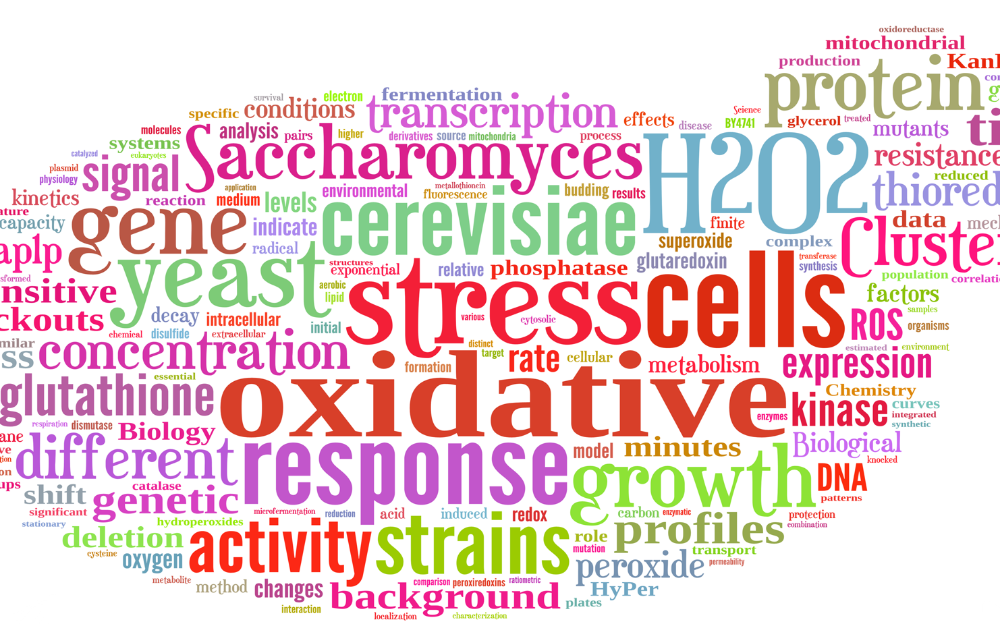 oxidoreductase
mitochondrial
production
Kanl
protein
con
g
survival
electron
fermentation
specific
conditions
transcription
effects
disease
Science
BY4741
glycerol
treated
mutants
ti
molecules
analysis
pairs
higher
derivatives
source
mitochondria
process
systems
eukaryotes
catalyzed
Saccharomyces
H2O2
resistance
plasmid
signal
physiology
application
environmental
metallothionein
fluorescence
budding
results
reduced
thiored
kinetics
reaction
medium
levels
ature
capacity
gene
indicate
cerevisiae
finite
data
mech
radical
superoxide
complex
Cluster
aplp
yeast
structures
exponential
relative
phosphatase
glutaredoxin
transferase
synthesis
population
correlatio
sformed
nsitive
aerobic
lipid
stress
cells
factors
samples
ckouts
decay
intracellular
various
cytosolic
ROS
organisms
chemical
disulfide
extracellular
initial
milar
ss
concentration
distinct
target
rate
cellular
estimated
environment
formation
metabolism
expression
essential
glutathione
oxidative
Chemistry
kinase
curves
integrated
synthetic
enzymes
respiration
dismutase
Biology
ane
ve
tion
on
ups
different
response
model
minutes
Biological
knocked
growth
DNA
patterns
shift
catalase
genetic
significant
stationary
hydroperoxides
microfermentation
reduction
acid
induced
redox
carbon
enzymatic
protection
combination
deletion
cysteine
oxygen
activity
strains
role
mutation
profiles
transport
peroxide
permeability
metabolite
method
changes
comparison
peroxiredoxins
ratiometric
background
HyPer
plates
interaction
localization
characterization